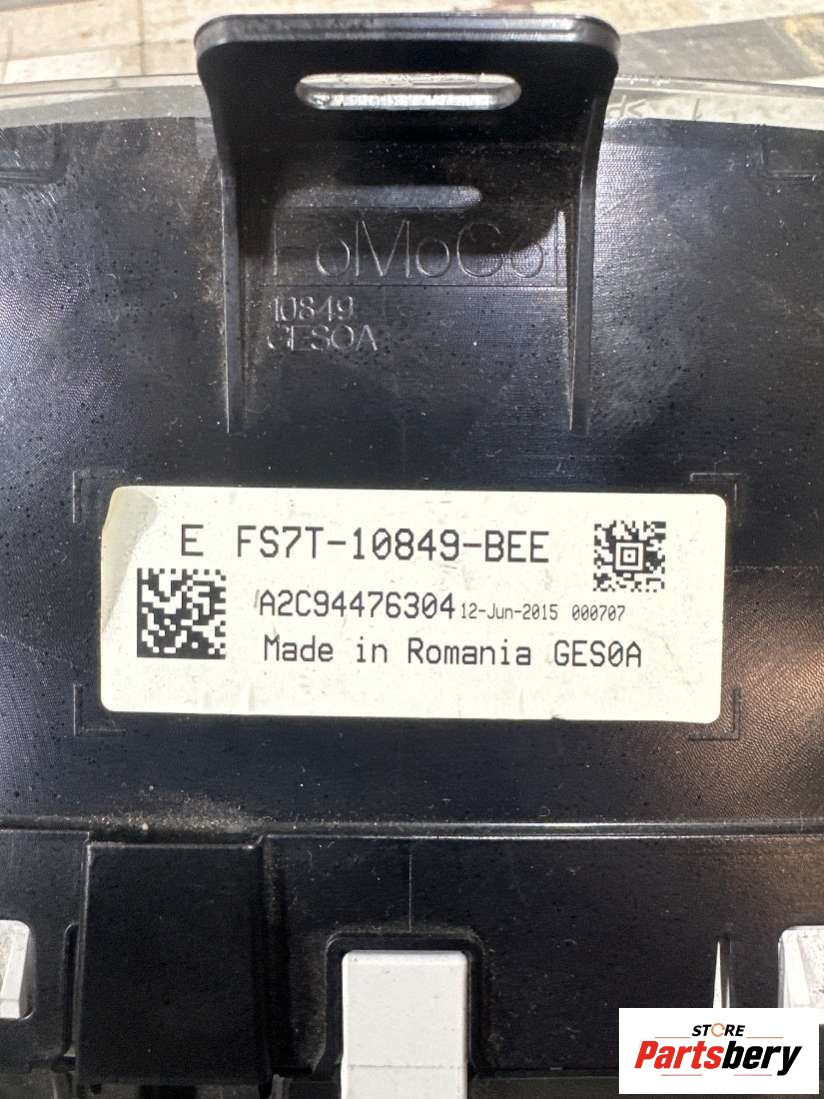 FoMoCo
10849
GES0A
E FS7T-10849-BEE
A2C94476304 12-Jun-2015 000707
Made in Romania GES0A
STORE
Partsbery